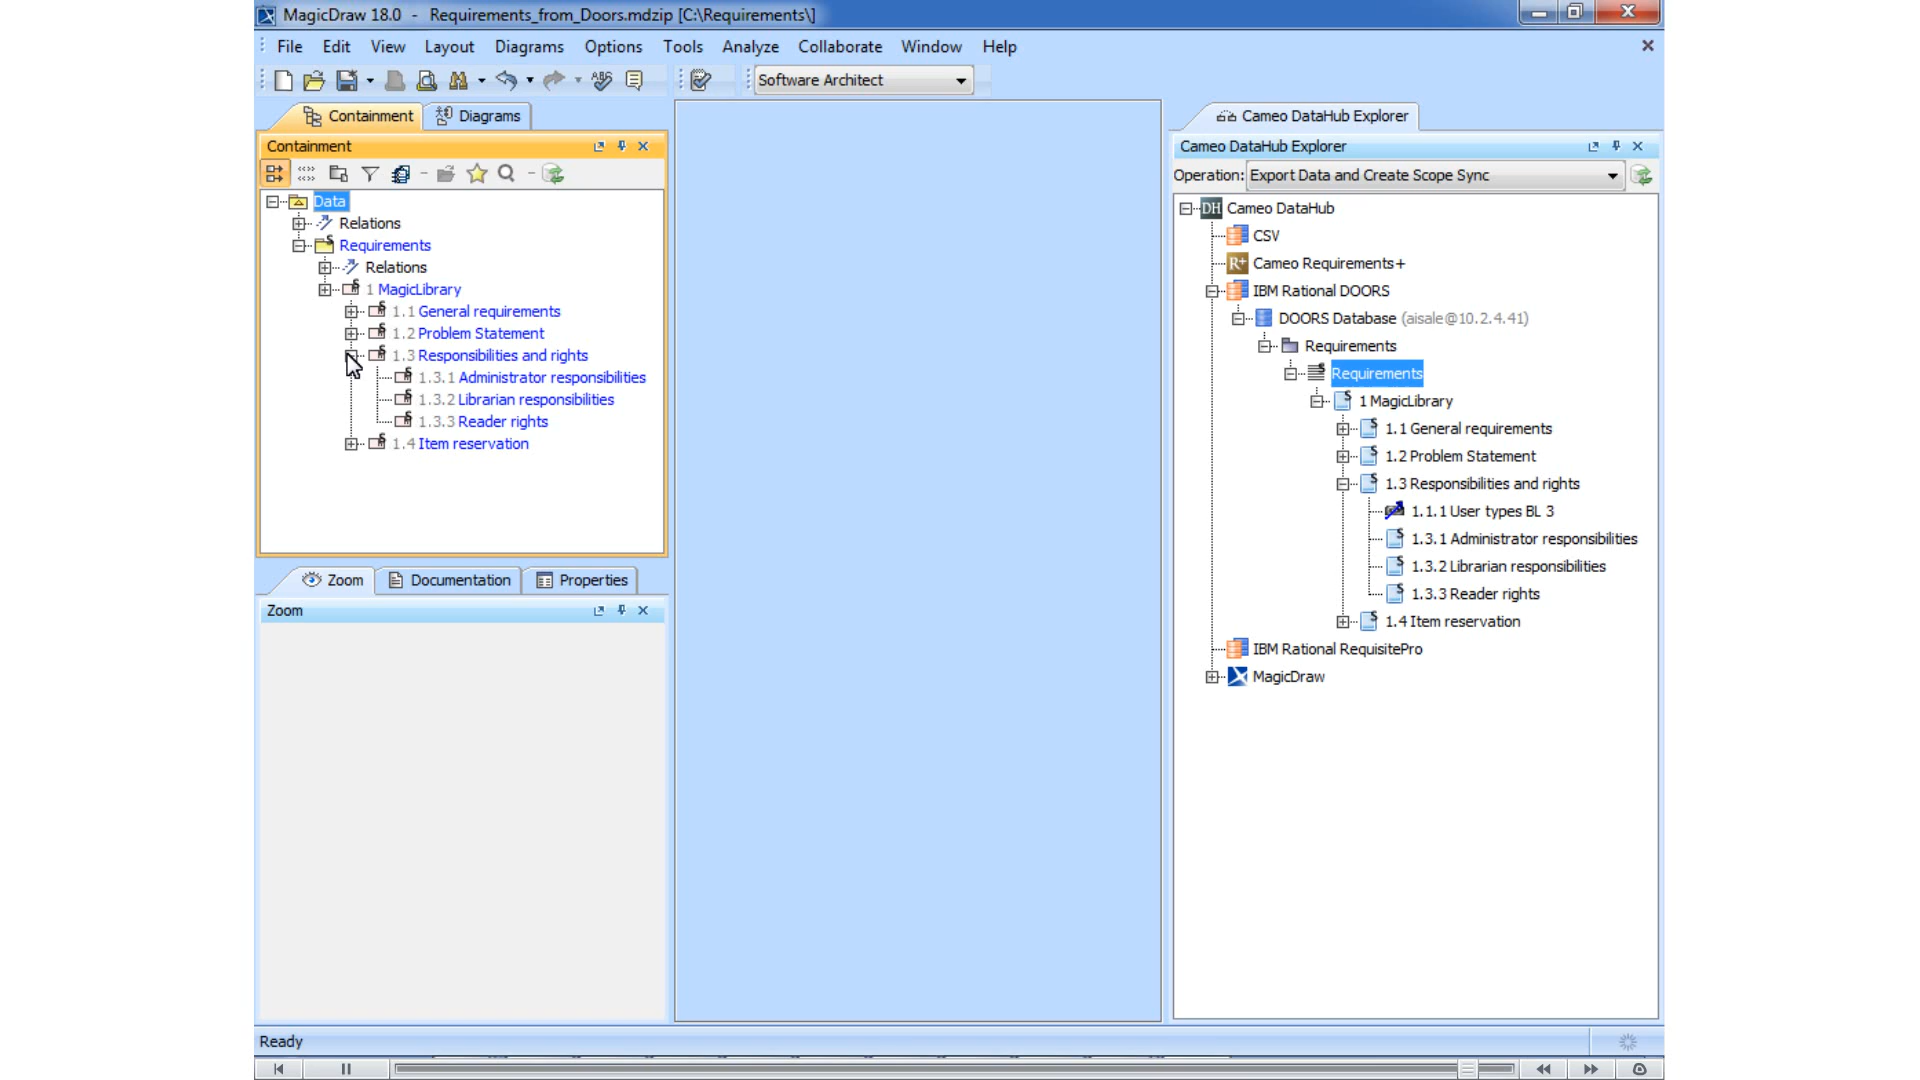 MagicDraw 18.0 - Requirements_from_Doors.mdzip [C:\Requirements\]
File Edit View Layout Diagrams Options Tools Analyze Collaborate Window Help
Software Architect
Containment Diagrams
Containment
Data
Relations
Requirements
Relations
1 MagicLibrary
1.1 General requirements
1.2 Problem Statement
1.3 Responsibilities and rights
1.3.1 Administrator responsibilities
1.3.2 Librarian responsibilities
1.3.3 Reader rights
1.4 Item reservation
Zoom Documentation Properties
Zoom
Cameo DataHub Explorer
Cameo DataHub Explorer
Operation: Export Data and Create Scope Sync
DH Cameo DataHub
CSV
R+ Cameo Requirements+
IBM Rational DOORS
DOORS Database (aisale@10.2.4.41)
Requirements
Requirements
1 MagicLibrary
1.1 General requirements
1.2 Problem Statement
1.3 Responsibilities and rights
1.1.1 User types BL 3
1.3.1 Administrator responsibilities
1.3.2 Librarian responsibilities
1.3.3 Reader rights
1.4 Item reservation
IBM Rational RequisitePro
MagicDraw
Ready